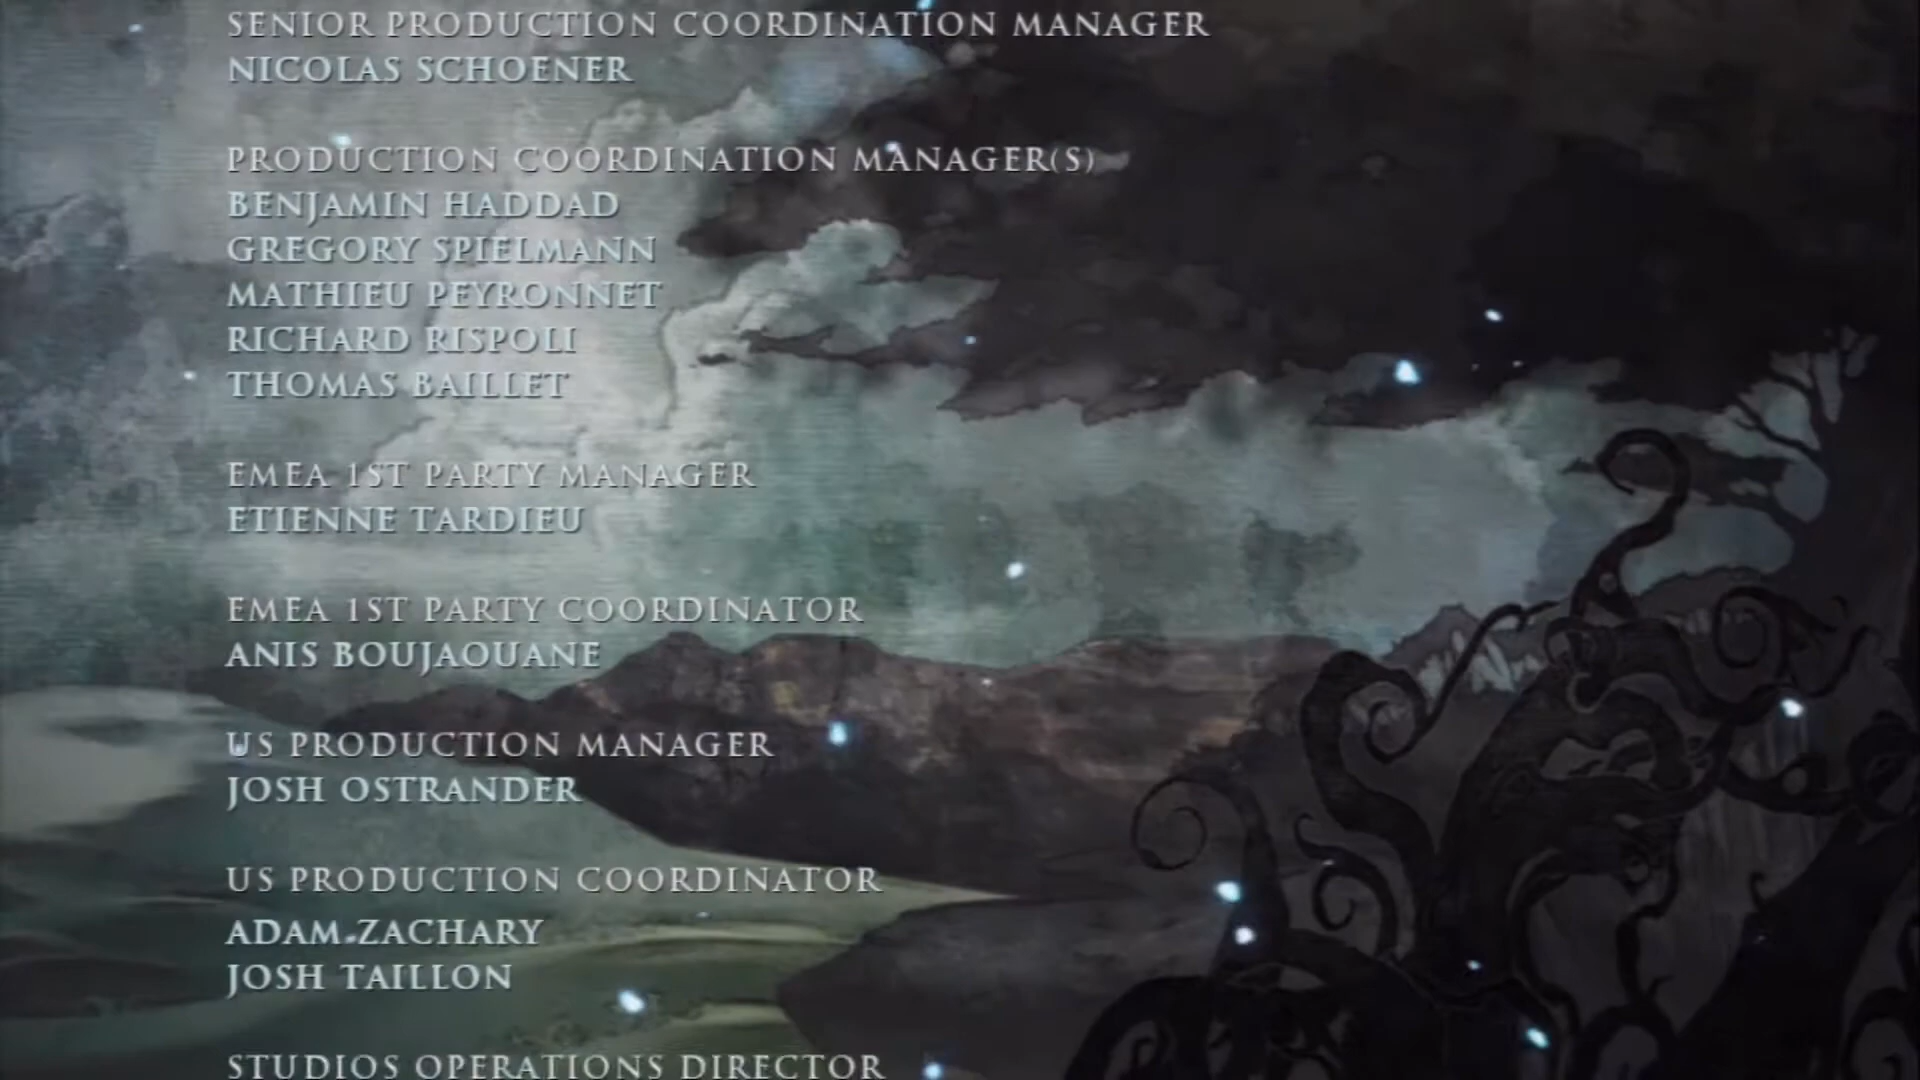 SENIOR PRODUCTION COORDINATION MANAGER
NICOLAS SCHOENER
PRODUCTION COORDINATION MANAGER(S)
BENJAMIN HADDAD
GREGORY SPIELMANN
MATHIEU PEYRONNET
RICHARD RISPOLI
THOMAS BAILLET
EMEA 1ST PARTY MANAGER
ETIENNE TARDIEU
EMEA 1ST PARTY COORDINATOR
ANIS BOUJAOUANE
US PRODUCTION MANAGER
JOSH OSTRANDER
US PRODUCTION COORDINATOR
ADAM ZACHARY
JOSH TAILLON
STUDIOS OPERATIONS DIRECTOR